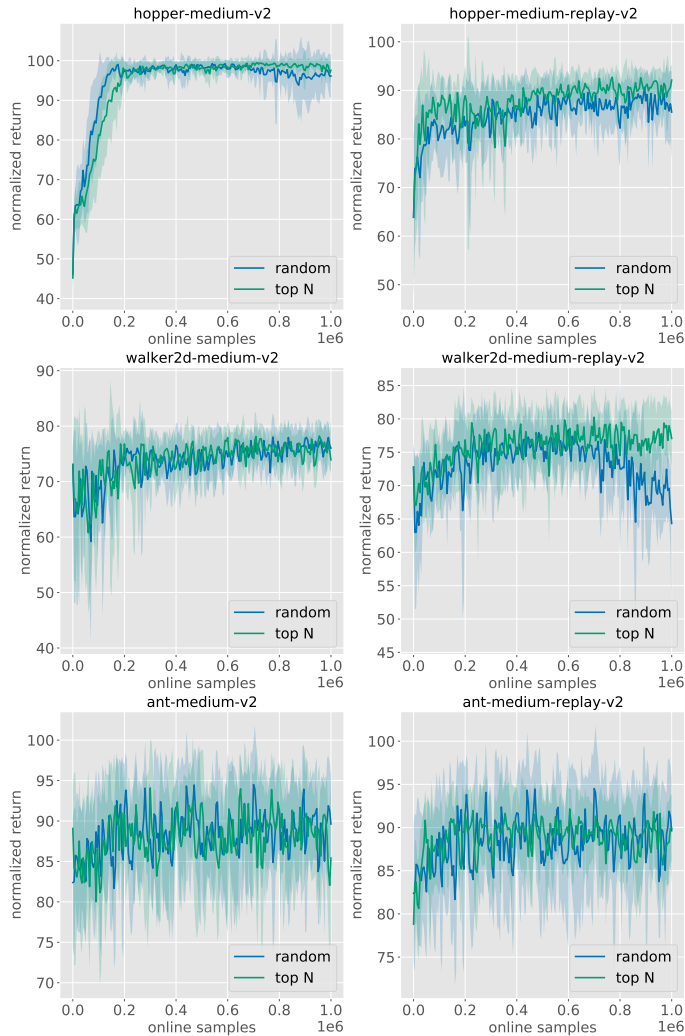 hopper-medium-v2
normalized return
100
90
80
70
60
50
40
random
top N
0.0 0.2 0.4 0.6 0.8 1.0
online samples 1e6
hopper-medium-replay-v2
normalized return
100
90
80
70
60
50
random
top N
0.0 0.2 0.4 0.6 0.8 1.0
online samples 1e6
walker2d-medium-v2
normalized return
90
80
70
60
50
40
random
top N
0.0 0.2 0.4 0.6 0.8 1.0
online samples 1e6
walker2d-medium-replay-v2
normalized return
85
80
75
70
65
60
55
50
45
random
top N
0.0 0.2 0.4 0.6 0.8 1.0
online samples 1e6
ant-medium-v2
normalized return
100
95
90
85
80
75
70
random
top N
0.0 0.2 0.4 0.6 0.8 1.0
online samples 1e6
ant-medium-replay-v2
normalized return
100
95
90
85
80
75
random
top N
0.0 0.2 0.4 0.6 0.8 1.0
online samples 1e6